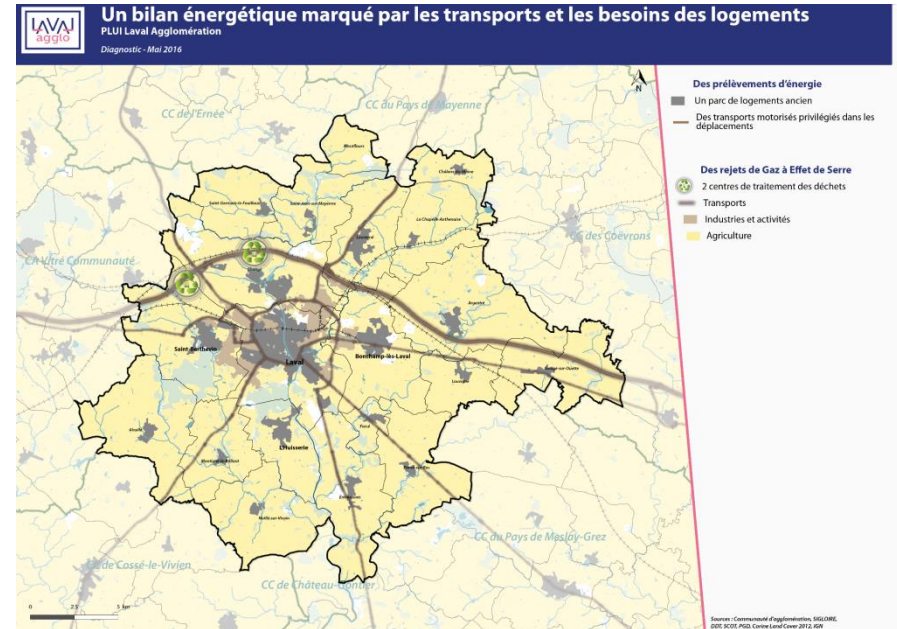 LAVAL
agglo
Un bilan énergétique marqué par les transports et les besoins des logements
PLUI Laval Agglomération
Diagnostic - Mai 2016
N
CC du Pays de Mayenne
CC de l'Ernée
CC des Coëvrons
CA Vitré Communauté
Saint-Berthevin
Laval
Bonchamp-lès-Laval
Argentré
Louverné
L'Huisserie
CC du Pays de Meslay-Grez
CC de Cossé-le-Vivien
CC de Château-Gontier
0 2.5 5 km
Des prélèvements d'énergie
Un parc de logements ancien
Des transports motorisés privilégiés dans les
déplacements
Des rejets de Gaz à Effet de Serre
2 centres de traitement des déchets
Transports
Industries et activités
Agriculture
Sources : Communauté d'agglomération, SIGLOIRE,
DDT, SCOT, PGD, Corine Land Cover 2012, IGN